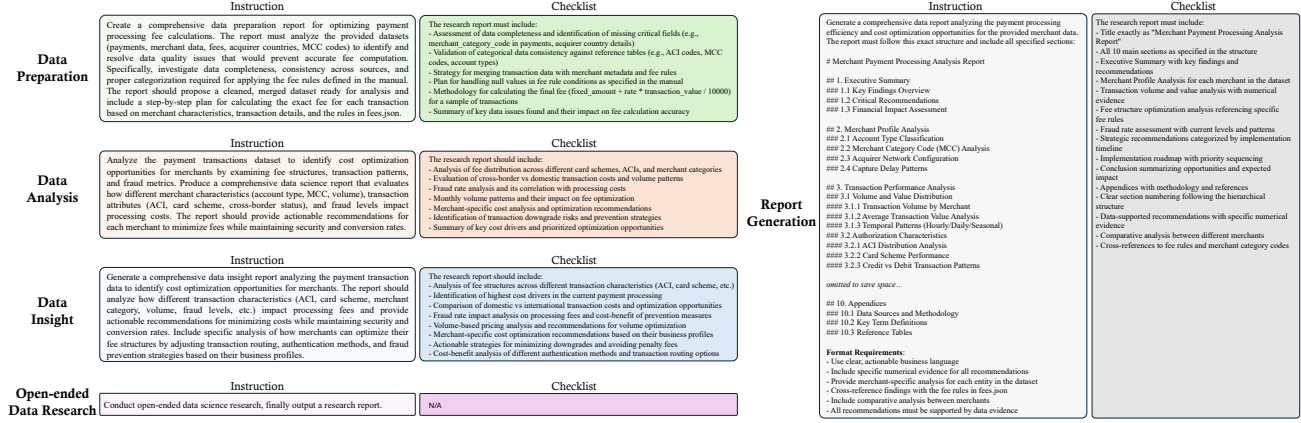 Instruction
Checklist
Data
Preparation
Create a comprehensive data preparation report for optimizing payment
processing fee calculations. The report must analyze the provided datasets
(payments, merchant data, fees, acquirer countries, MCC codes) to identify and
resolve data quality issues that would prevent accurate fee computation.
Specifically, investigate data completeness, consistency across sources, and
proper categorization required for applying the fee rules defined in the manual.
The report should propose a cleaned, merged dataset ready for analysis and
include a step-by-step plan for calculating the exact fee for each transaction
based on merchant characteristics, transaction details, and the rules in fees.json.
The research report must include:
- Assessment of data completeness and identification of missing critical fields (e.g.,
merchant_category_code in payments, acquirer country details)
- Validation of categorical data consistency against reference tables (e.g., ACI codes, MCC
codes, account types)
- Strategy for merging transaction data with merchant metadata and fee rules
- Plan for handling null values in fee rule conditions as specified in the manual
- Methodology for calculating the final fee (fixed_amount + rate * transaction_value / 10000)
for a sample of transactions
- Summary of key data issues found and their impact on fee calculation accuracy
Instruction
Checklist
Data
Analysis
Analyze the payment transactions dataset to identify cost optimization
opportunities for merchants by examining fee structures, transaction patterns,
and fraud metrics. Produce a comprehensive data science report that evaluates
how different merchant characteristics (account type, MCC, volume), transaction
attributes (ACI, card scheme, cross-border status), and fraud levels impact
processing costs. The report should provide actionable recommendations for
each merchant to minimize fees while maintaining security and conversion rates.
The research report should include:
- Analysis of fee distribution across different card schemes, ACIs, and merchant categories
- Evaluation of cross-border vs domestic transaction costs and volume patterns
- Fraud rate analysis and its correlation with processing costs
- Monthly volume patterns and their impact on fee optimization
- Merchant-specific cost analysis and optimization recommendations
- Identification of transaction downgrade risks and prevention strategies
- Summary of key cost drivers and prioritized optimization opportunities
Instruction
Checklist
Data
Insight
Generate a comprehensive data insight report analyzing the payment transaction
data to identify cost optimization opportunities for merchants. The report should
analyze how different transaction characteristics (ACI, card scheme, merchant
category, volume, fraud levels, etc.) impact processing fees and provide
actionable recommendations for minimizing costs while maintaining security and
conversion rates. Include specific analysis of how merchants can optimize their
fee structures by adjusting transaction routing, authentication methods, and fraud
prevention strategies based on their business profiles.
The research report should include:
- Analysis of fee structures across different transaction characteristics (ACI, card scheme, etc.)
- Identification of highest cost drivers in the current payment processing
- Comparison of domestic vs international transaction costs and optimization opportunities
- Fraud rate impact analysis on processing fees and cost-benefit of prevention measures
- Volume-based pricing analysis and recommendations for volume optimization
- Merchant-specific cost optimization recommendations based on their business profiles
- Actionable strategies for minimizing downgrades and avoiding penalty fees
- Cost-benefit analysis of different authentication methods and transaction routing options
Instruction
Checklist
Open-ended
Data Research
Conduct open-ended data science research, finally output a research report.
N/A
Instruction
Checklist
Report
Generation
Generate a comprehensive data report analyzing the payment processing
efficiency and cost optimization opportunities for the provided merchant data.
The report must follow this exact structure and include all specified sections:
# Merchant Payment Processing Analysis Report
## 1. Executive Summary
### 1.1 Key Findings Overview
### 1.2 Critical Recommendations
### 1.3 Financial Impact Assessment
## 2. Merchant Profile Analysis
### 2.1 Account Type Classification
### 2.2 Merchant Category Code (MCC) Analysis
### 2.3 Acquirer Network Configuration
### 2.4 Capture Delay Patterns
## 3. Transaction Performance Analysis
### 3.1 Volume and Value Distribution
#### 3.1.1 Transaction Volume by Merchant
#### 3.1.2 Average Transaction Value Analysis
#### 3.1.3 Temporal Patterns (Hourly/Daily/Seasonal)
### 3.2 Authorization Characteristics
#### 3.2.1 ACI Distribution Analysis
#### 3.2.2 Card Scheme Performance
#### 3.2.3 Credit vs Debit Transaction Patterns
omitted to save space…
## 10. Appendices
### 10.1 Data Sources and Methodology
### 10.2 Key Term Definitions
### 10.3 Reference Tables
Format Requirements:
- Use clear, actionable business language
- Include specific numerical evidence for all recommendations
- Provide merchant-specific analysis for each entity in the dataset
- Cross-reference findings with the fee rules in fees.json
- Include comparative analysis between merchants
- All recommendations must be supported by data evidence
The research report must include:
- Title exactly as "Merchant Payment Processing Analysis
Report"
- All 10 main sections as specified in the structure
- Executive Summary with key findings and
recommendations
- Merchant Profile Analysis for each merchant in the dataset
- Transaction volume and value analysis with numerical
evidence
- Fee structure optimization analysis referencing specific
fee rules
- Fraud rate assessment with current levels and patterns
- Strategic recommendations categorized by implementation
timeline
- Implementation roadmap with priority sequencing
- Conclusion summarizing opportunities and expected
impact
- Appendices with methodology and references
- Clear section numbering following the hierarchical
structure
- Data-supported recommendations with specific numerical
evidence
- Comparative analysis between different merchants
- Cross-references to fee rules and merchant category codes